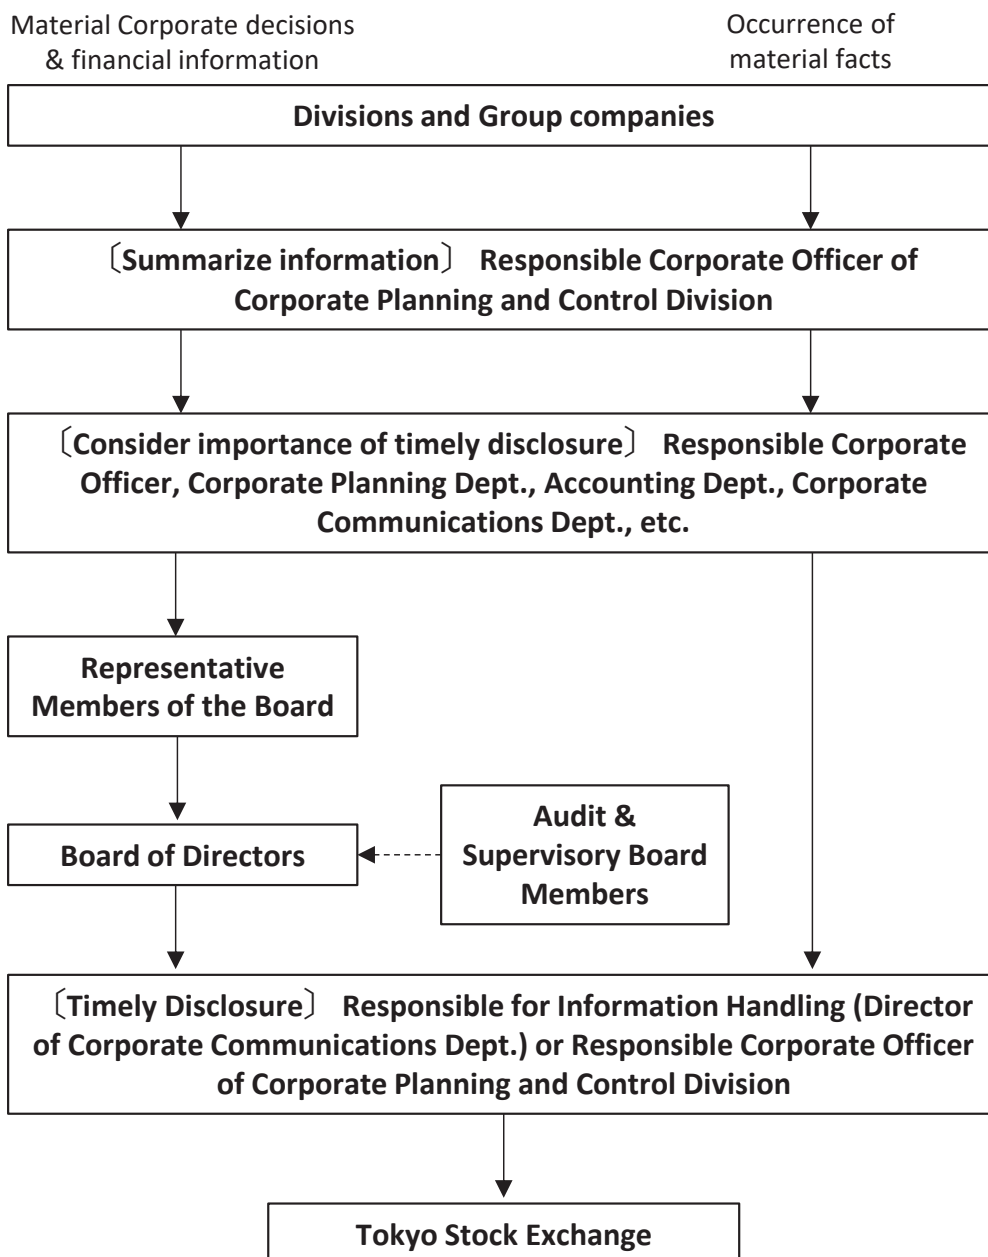 Material Corporate decisions
& financial information
Occurrence of
material facts
Divisions and Group companies
〔Summarize information〕 Responsible Corporate Officer of
Corporate Planning and Control Division
〔Consider importance of timely disclosure〕 Responsible Corporate
Officer, Corporate Planning Dept., Accounting Dept., Corporate
Communications Dept., etc.
Representative
Members of the Board
Board of Directors
Audit &
Supervisory Board
Members
〔Timely Disclosure〕 Responsible for Information Handling (Director
of Corporate Communications Dept.) or Responsible Corporate Officer
of Corporate Planning and Control Division
Tokyo Stock Exchange